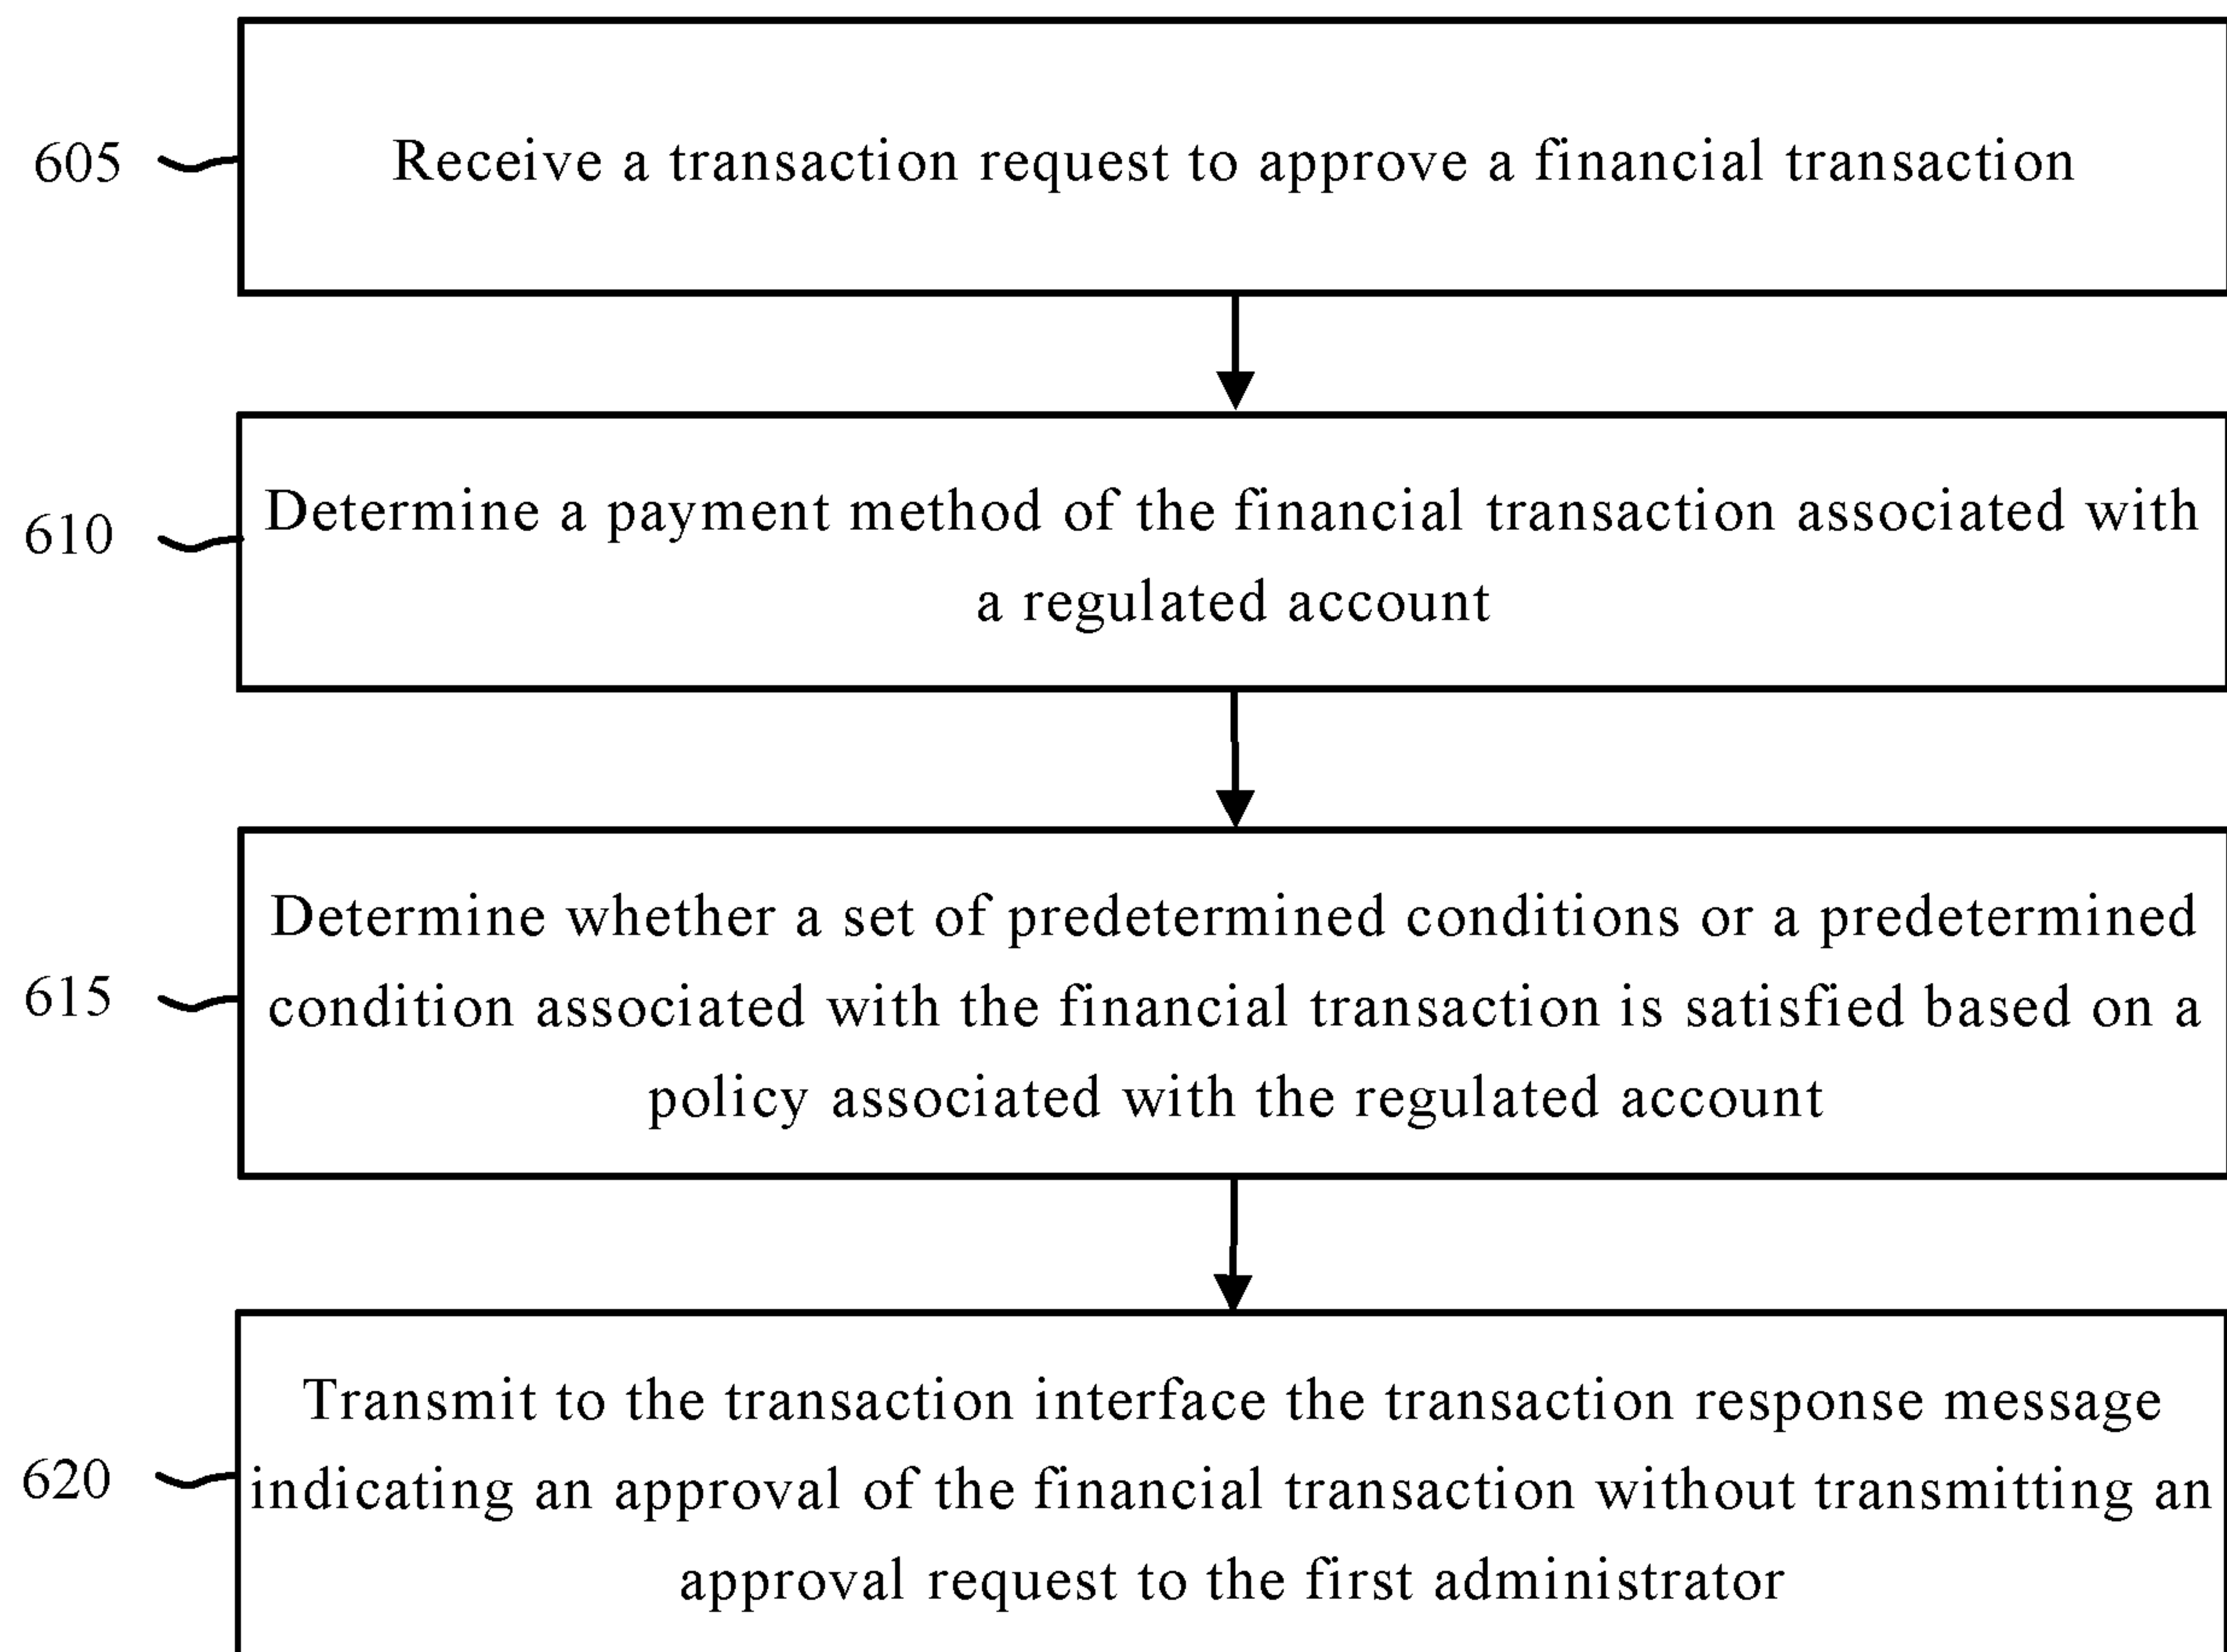 605
Receive a transaction request to approve a financial transaction
610
Determine a payment method of the financial transaction associated with
a regulated account
615
Determine whether a set of predetermined conditions or a predetermined
condition associated with the financial transaction is satisfied based on a
policy associated with the regulated account
620
Transmit to the transaction interface the transaction response message
indicating an approval of the financial transaction without transmitting an
approval request to the first administrator